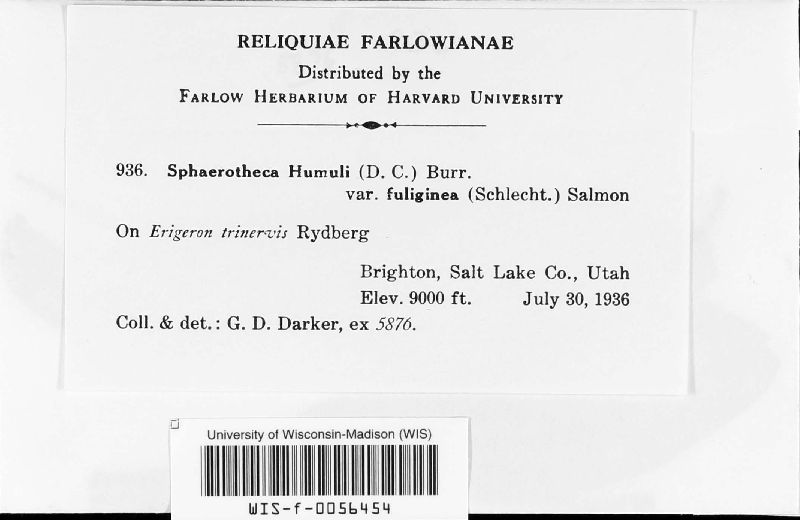 RELIQUIAE FARLOWIANAE
Distributed by the
FARLOW HERBARIUM OF HARVARD UNIVERSITY
936. Sphaerotheca Humuli (D. C.) Burr.
var. fuliginea (Schlecht.) Salmon
On Erigeron trinervis Rydberg
Brighton, Salt Lake Co., Utah
Elev. 9000 ft. July 30, 1936
Coll. & det.: G. D. Darker, ex 5876.
University of Wisconsin-Madison (WIS)
WIS-f-0056454